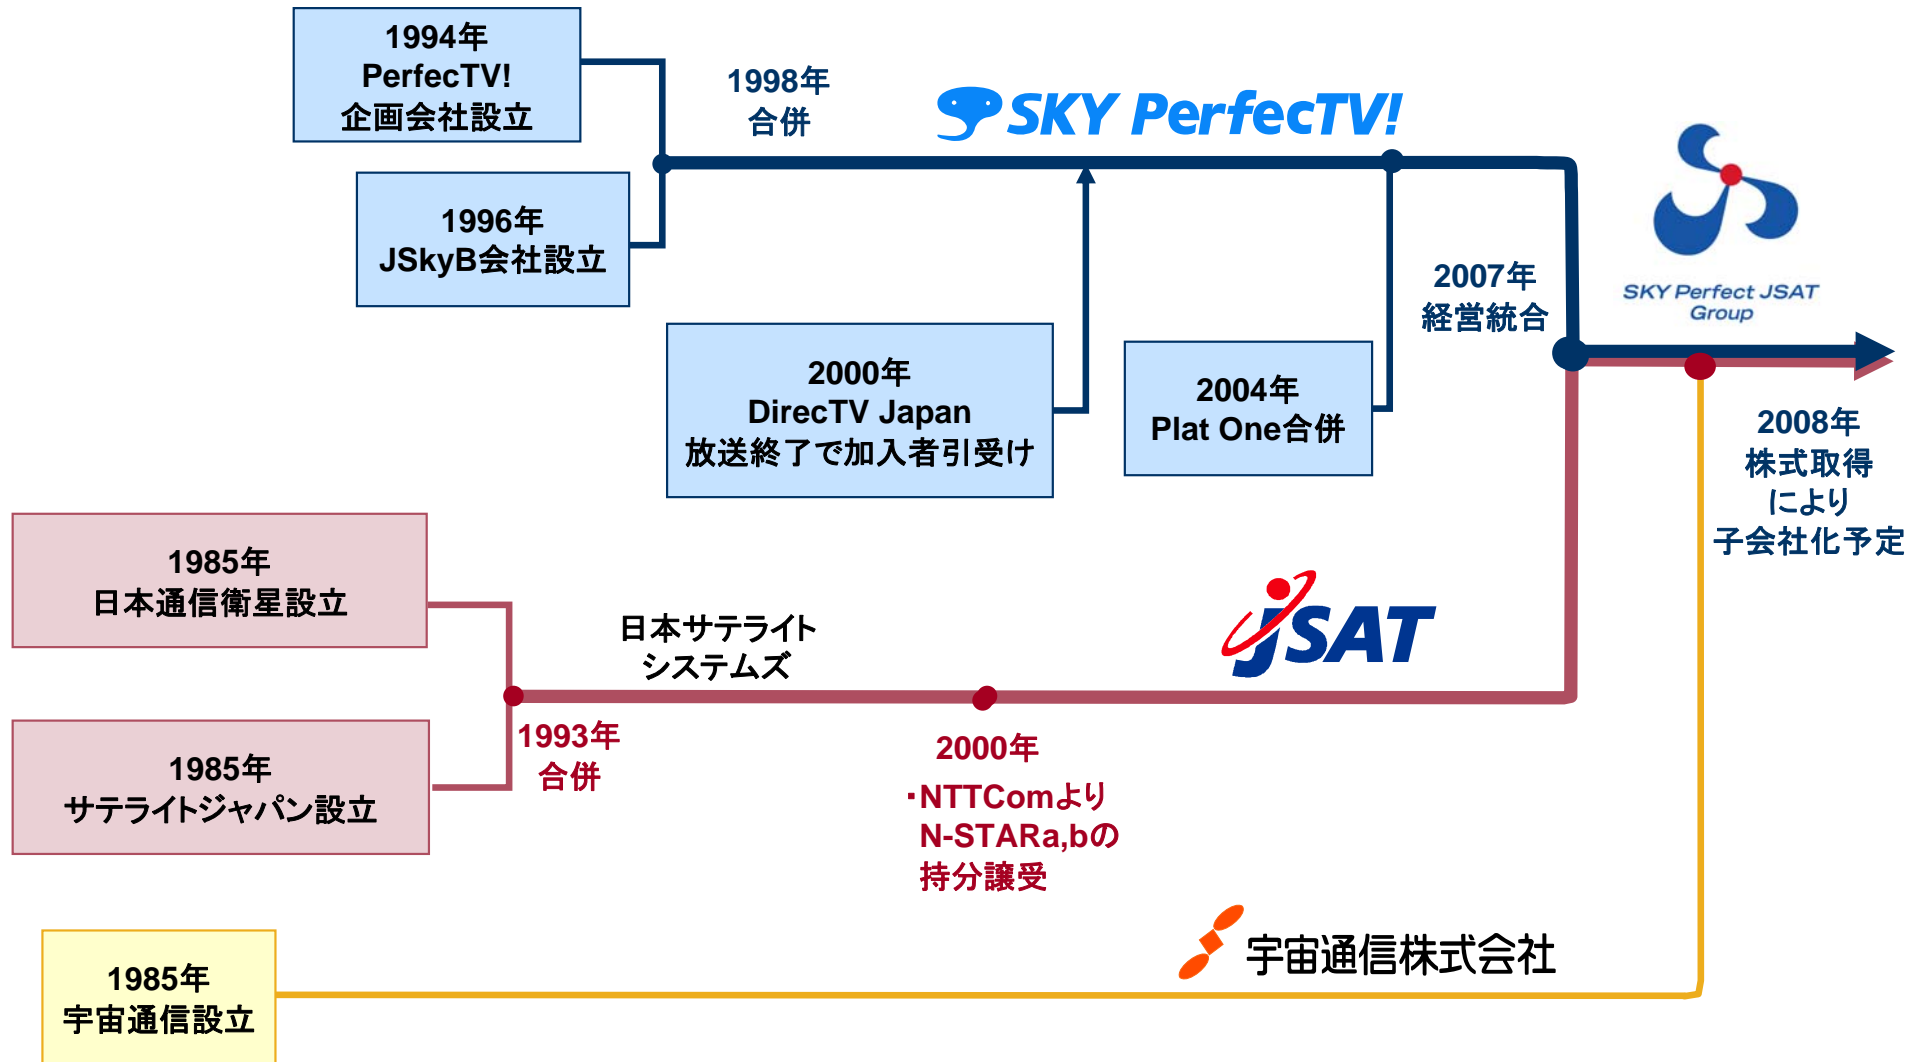 1994年
PerfecTV!
企画会社設立
1998年
合併
SKY PerfecTV!
1996年
JSkyB会社設立
2007年
経営統合
SKY Perfect JSAT
Group
2000年
DirecTV Japan
放送終了で加入者引受け
2004年
Plat One合併
2008年
株式取得
により
子会社化予定
1985年
日本通信衛星設立
日本サテライト
システムズ
JSAT
1993年
合併
1985年
サテライトジャパン設立
2000年
・NTTComより
N-STARa,bの
持分譲受
宇宙通信株式会社
1985年
宇宙通信設立